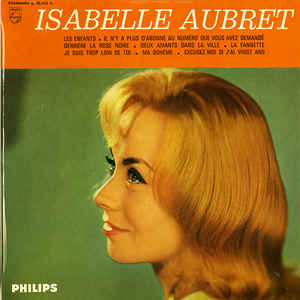 PHILIPS
ISABELLE AUBRET
LES ENFANTS • IL N'Y A PLUS D'ABONNÉ AU NUMÉRO QUE VOUS AVEZ DEMANDÉ
DERRIÈRE LA ROSE NOIRE • DEUX AMANTS DANS LA VILLE • LA FANETTE
JE SUIS TROP LOIN DE TOI • MA BOHÈME • EXCUSEZ-MOI SI J'AI VINGT ANS
PHILIPS